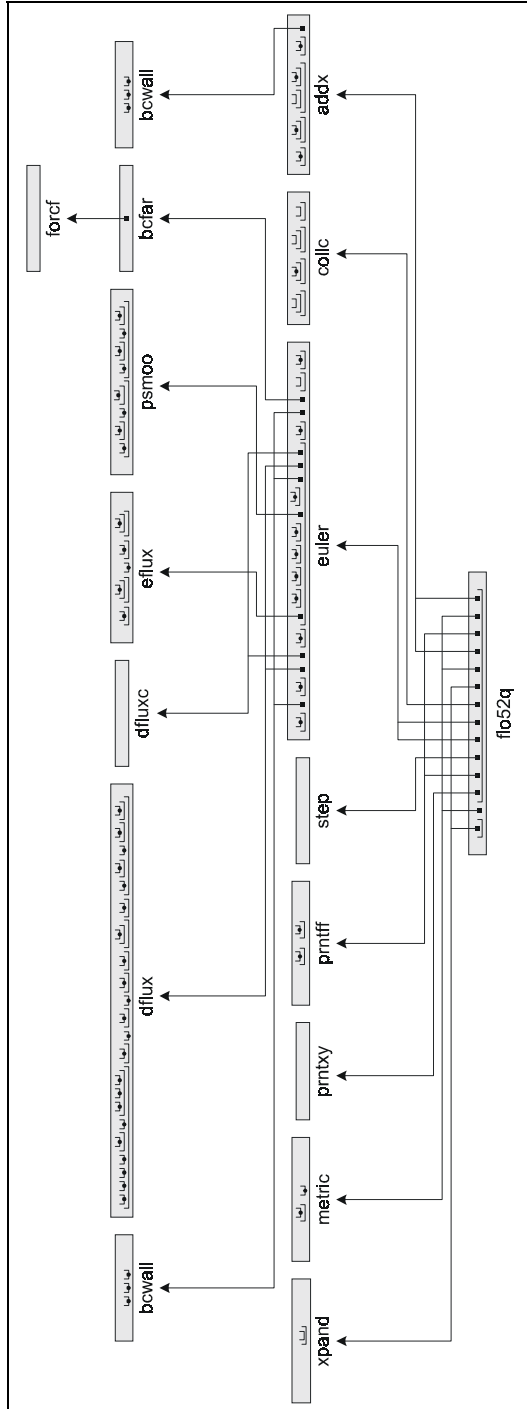 forcf
bcwall
dflux
dfluxc
eflux
psmoo
bcfar
bcwall
xpand
metric
prntxy
prntff
step
euler
collc
addx
flo52q